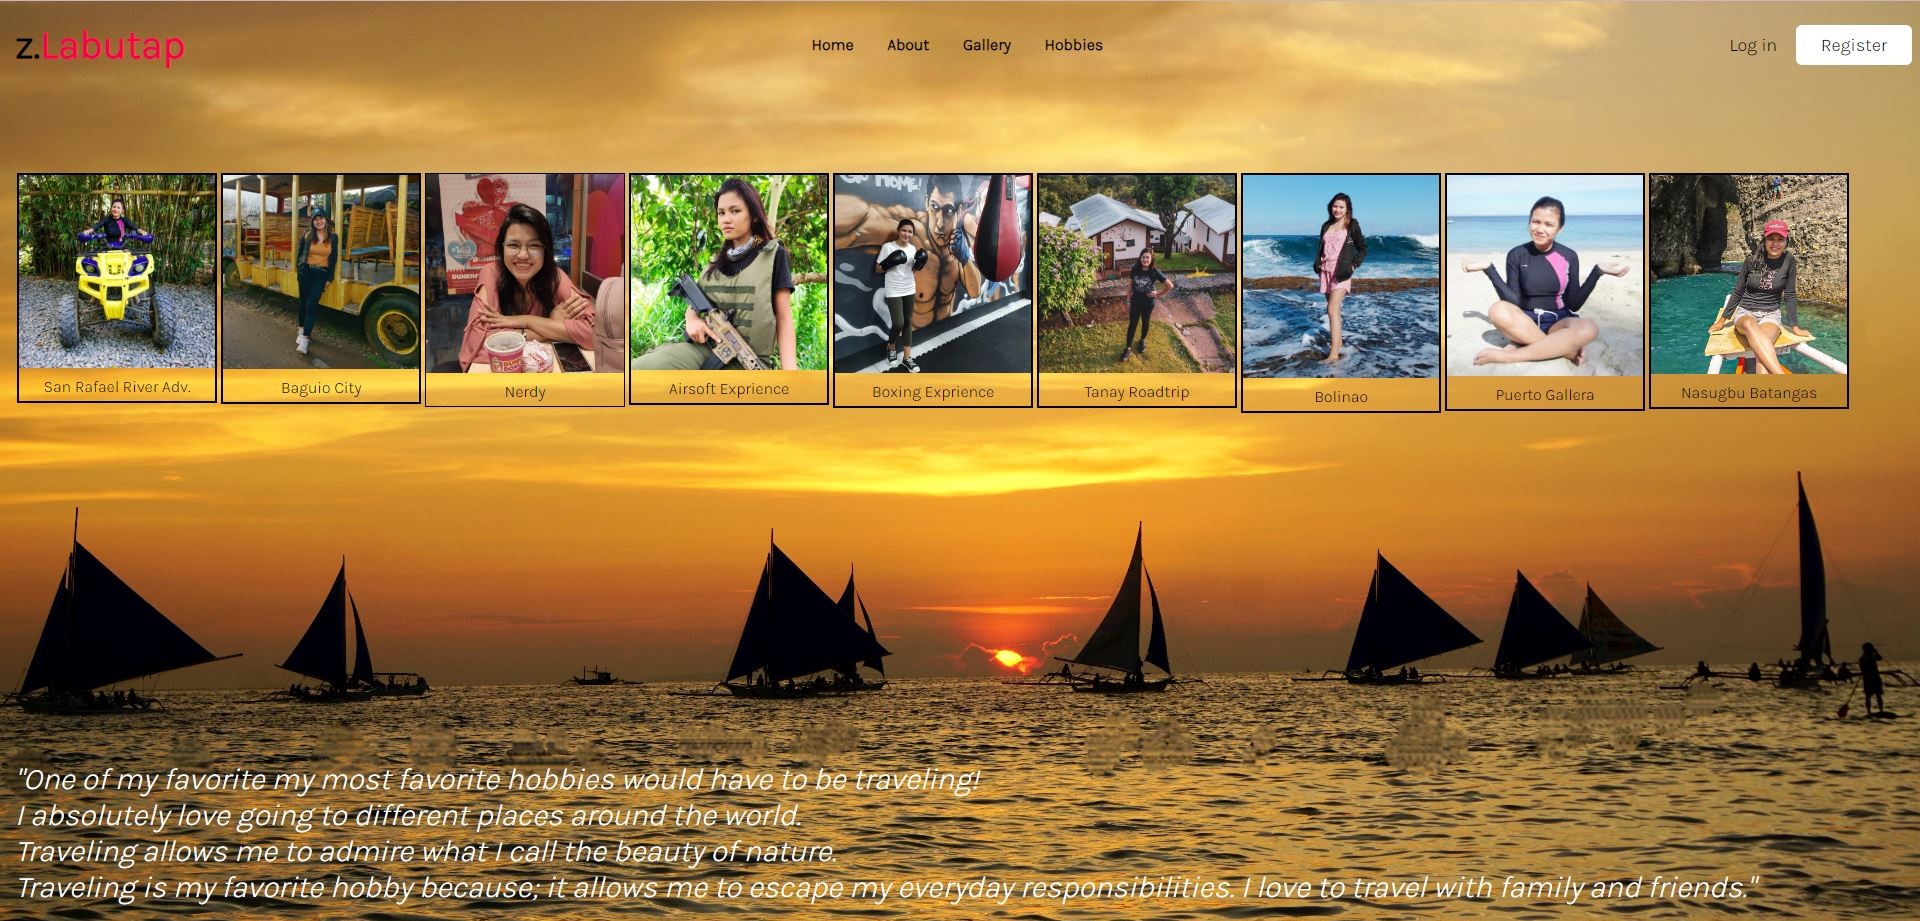 z.Labutap
Home About Gallery Hobbies
Log in Register
GO HOME!
DUNKIN'
San Rafael River Adv.
Baguio City
Nerdy
Airsoft Exprience
Boxing Exprience
Tanay Roadtrip
Bolinao
Puerto Gallera
Nasugbu Batangas
"One of my favorite my most favorite hobbies would have to be traveling!
I absolutely love going to different places around the world.
Traveling allows me to admire what I call the beauty of nature.
Traveling is my favorite hobby because; it allows me to escape my everyday responsibilities. I love to travel with family and friends."